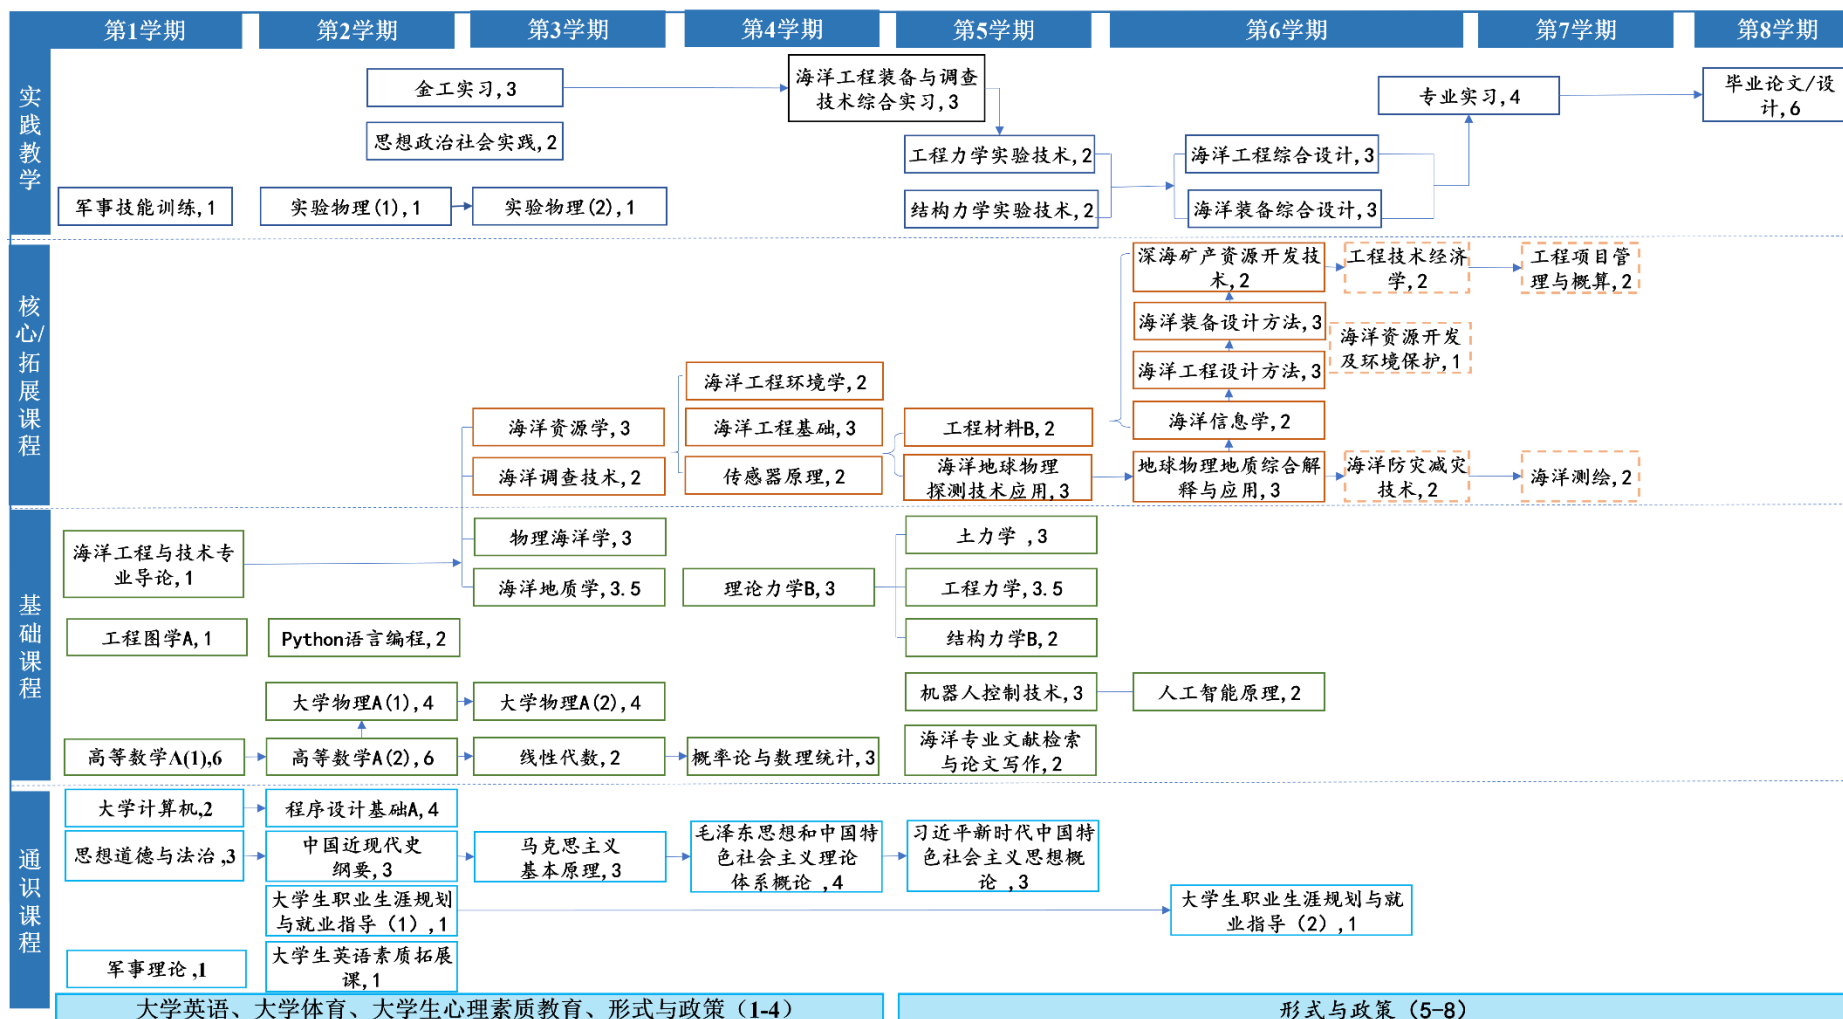 第1学期
第2学期
第3学期
第4学期
第5学期
第6学期
第7学期
第8学期
实践教学
金工实习,3
海洋工程装备与调查
技术综合实习,3
专业实习,4
毕业论文/设
计,6
思想政治社会实践,2
工程力学实验技术,2
海洋工程综合设计,3
军事技能训练,1
实验物理(1),1
实验物理(2),1
结构力学实验技术,2
海洋装备综合设计,3
核心/拓展课程
深海矿产资源开发技
术,2
工程技术经济
学,2
工程项目管
理与概算,2
海洋装备设计方法,3
海洋资源开发
及环境保护,1
海洋工程环境学,2
海洋工程设计方法,3
海洋资源学,3
海洋工程基础,3
工程材料B,2
海洋信息学,2
海洋调查技术,2
传感器原理,2
海洋地球物理
探测技术应用,3
地球物理地质综合解
释与应用,3
海洋防灾减灾
技术,2
海洋测绘,2
基础课程
海洋工程与技术专
业导论,1
物理海洋学,3
土力学 ,3
海洋地质学,3.5
理论力学B,3
工程力学,3.5
工程图学A,1
Python语言编程,2
结构力学B,2
大学物理A(1),4
大学物理A(2),4
机器人控制技术,3
人工智能原理,2
高等数学A(1),6
高等数学A(2),6
线性代数,2
概率论与数理统计,3
海洋专业文献检索
与论文写作,2
通识课程
大学计算机,2
程序设计基础A,4
思想道德与法治 ,3
中国近现代史
纲要,3
马克思主义
基本原理,3
毛泽东思想和中国特
色社会主义理论
体系概论 ,4
习近平新时代中国特
色社会主义思想概
论 ,3
大学生职业生涯规划
与就业指导（1）,1
大学生职业生涯规划与就
业指导（2）,1
军事理论 ,1
大学生英语素质拓展
课,1
大学英语、大学体育、大学生心理素质教育、形式与政策（1-4）
形式与政策（5-8）